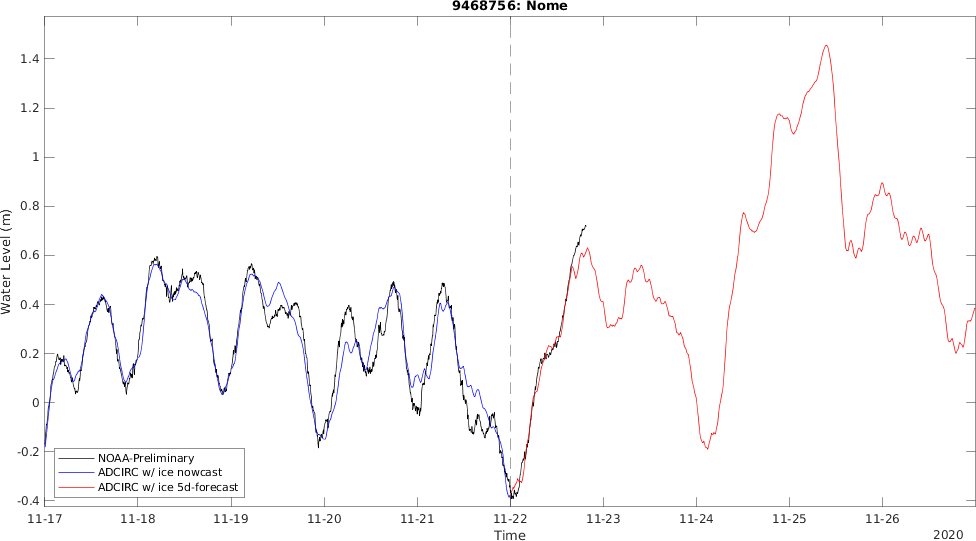 9468756: Nome
Water Level (m)
1.4
1.2
1
0.8
0.6
0.4
0.2
0
-0.2
-0.4
NOAA-Preliminary
ADCIRC w/ ice nowcast
ADCIRC w/ ice 5d-forecast
11-17 11-18 11-19 11-20 11-21 11-22 11-23 11-24 11-25 11-26
Time
2020